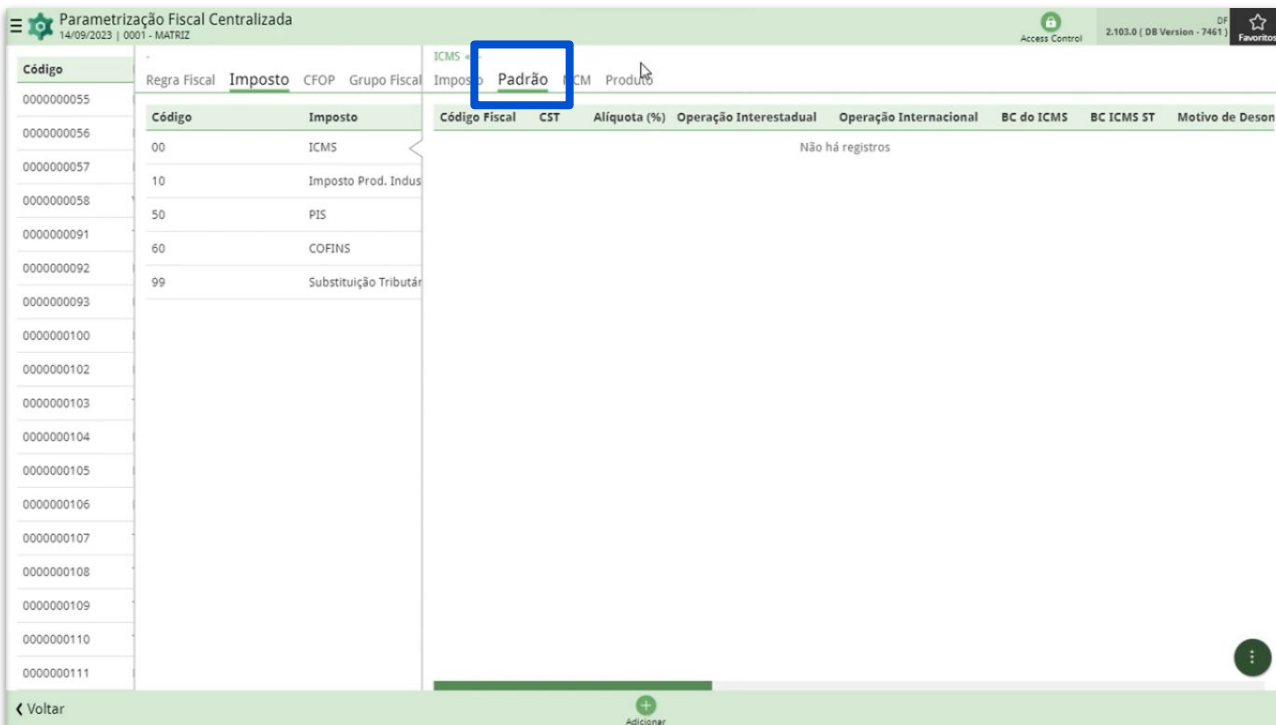 Parametrização Fiscal Centralizada
14/09/2023 | 0001 - MATRIZ
Access Control
DF
2.103.0 ( DB Version - 7461 )
Favoritos
Código
0000000055
0000000056
0000000057
0000000058
0000000091
0000000092
0000000093
0000000100
0000000102
0000000103
0000000104
0000000105
0000000106
0000000107
0000000108
0000000109
0000000110
0000000111
-
Regra Fiscal Imposto CFOP Grupo Fiscal
Código Imposto
00 ICMS
10 Imposto Prod. Indus
50 PIS
60 COFINS
99 Substituição Tributár
ICMS
Imposto Padrão Produto
Código Fiscal CST Alíquota (%) Operação Interestadual Operação Internacional BC do ICMS BC ICMS ST Motivo de Deson
Não há registros
Voltar
Adicionar